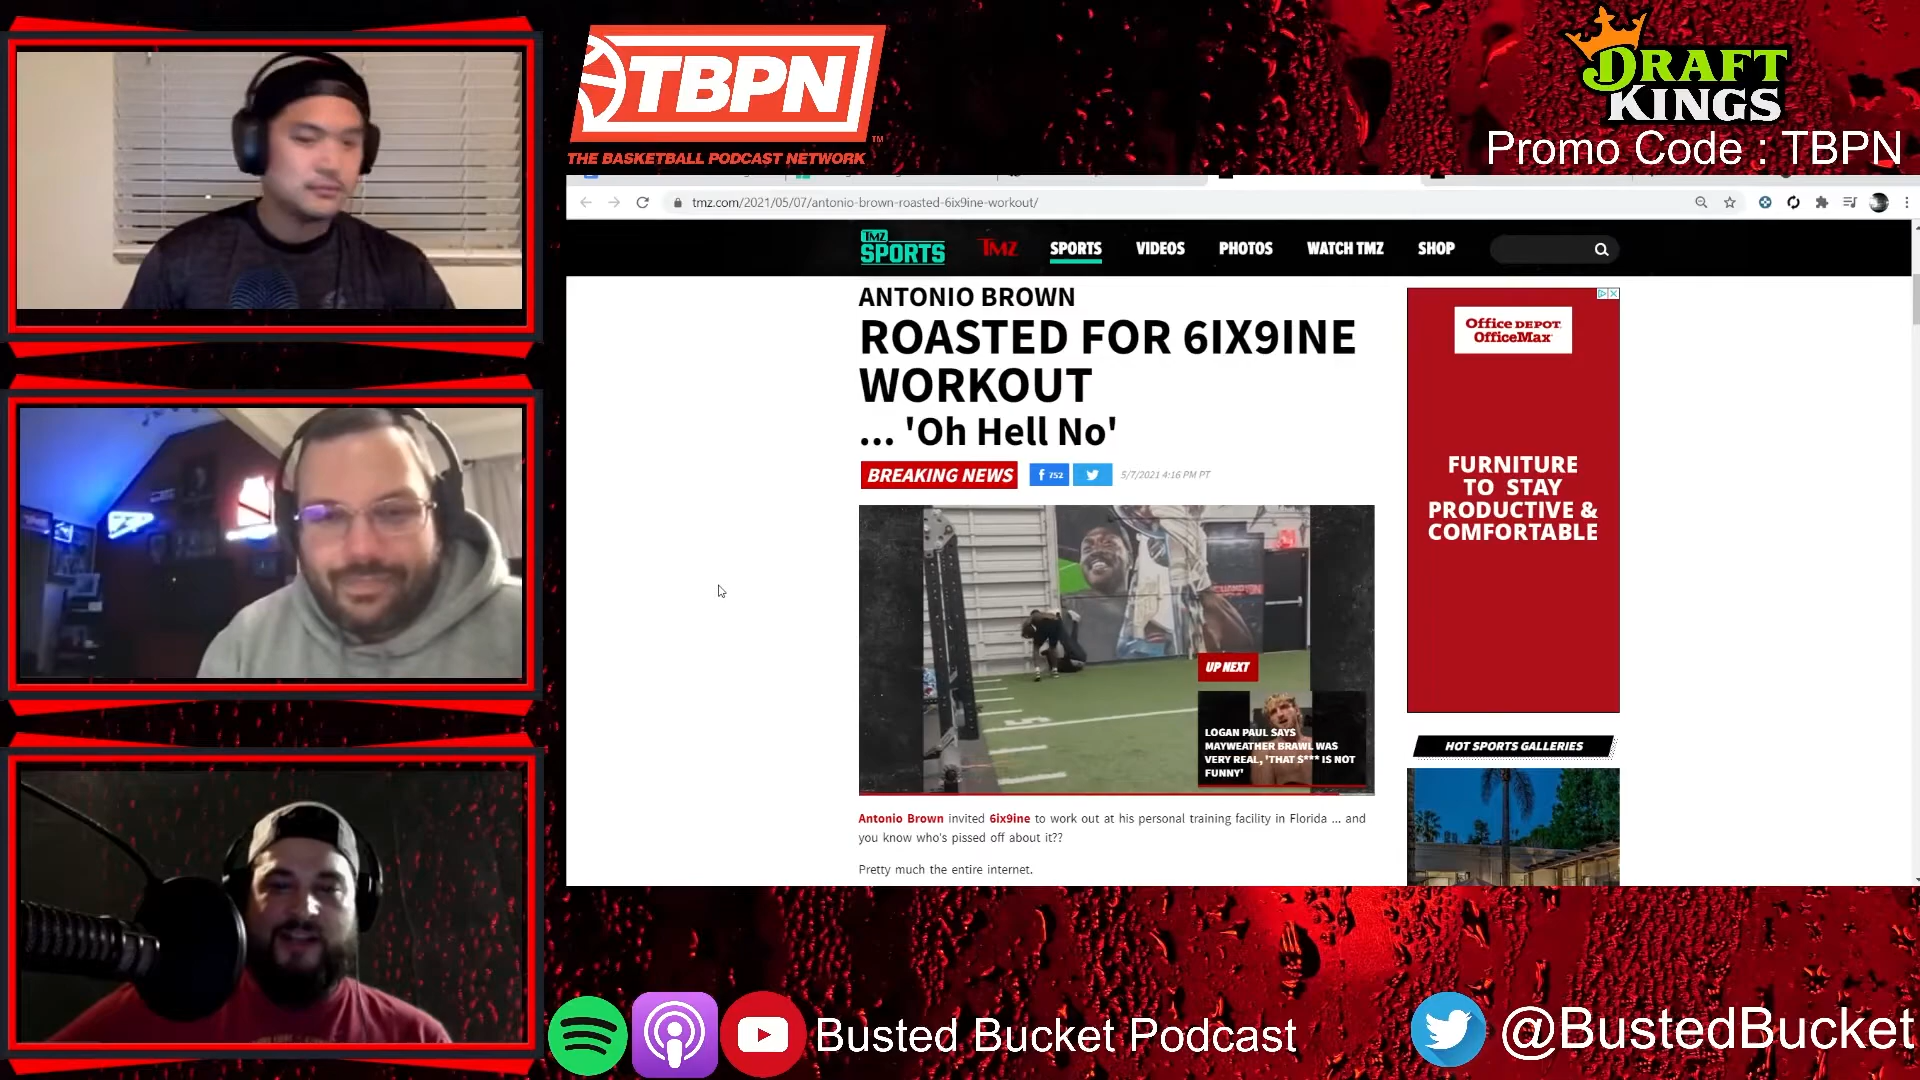 TBPN
TM
THE BASKETBALL PODCAST NETWORK
DRAFT
KINGS
Promo Code : TBPN
tmz.com/2021/05/07/antonio-brown-roasted-6ix9ine-workout/
TMZ
SPORTS
TMZ
SPORTS
VIDEOS
PHOTOS
WATCH TMZ
SHOP
ANTONIO BROWN
ROASTED FOR 6IX9INE
WORKOUT
... 'Oh Hell No'
BREAKING NEWS
f 752
5/7/2021 4:16 PM PT
UP NEXT
LOGAN PAUL SAYS
MAYWEATHER BRAWL WAS
VERY REAL, 'THAT S*** IS NOT
FUNNY'
Antonio Brown invited 6ix9ine to work out at his personal training facility in Florida ... and
you know who's pissed off about it??
Pretty much the entire internet.
Office DEPOT
OfficeMax
FURNITURE
TO STAY
PRODUCTIVE &
COMFORTABLE
HOT SPORTS GALLERIES
Busted Bucket Podcast
@BustedBucket